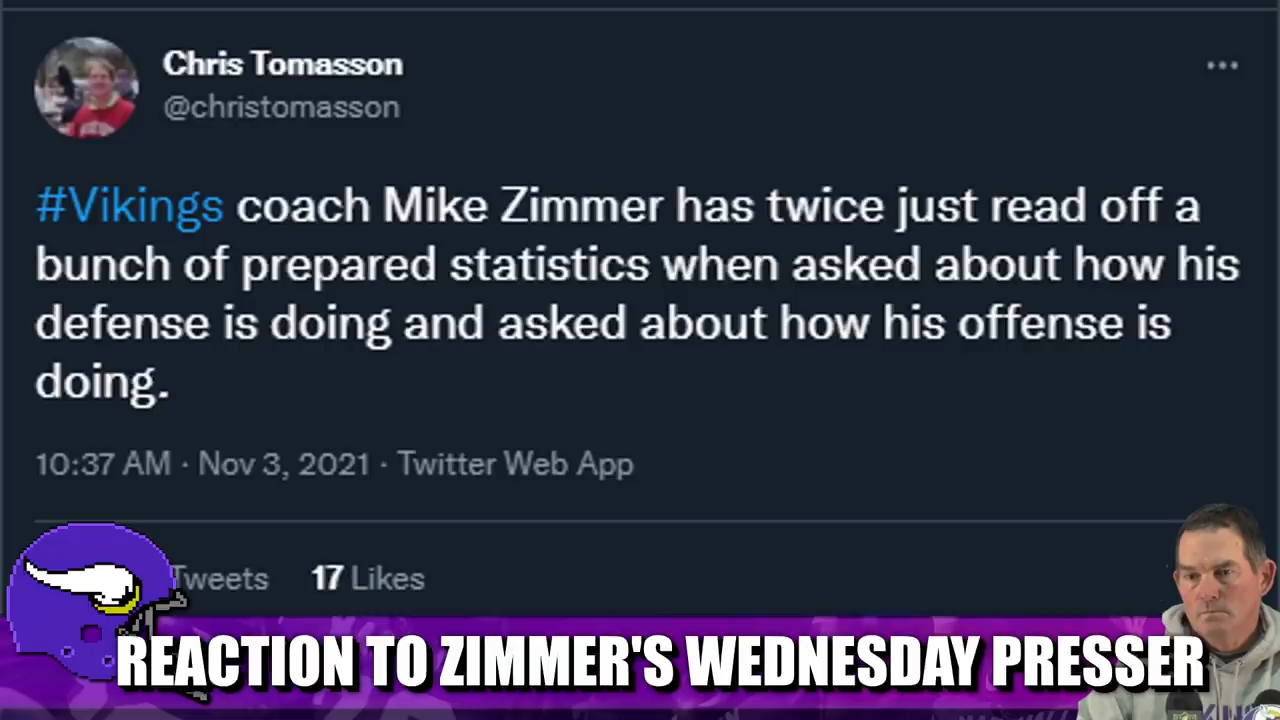 Chris Tomasson
@christomasson
#Vikings coach Mike Zimmer has twice just read off a
bunch of prepared statistics when asked about how his
defense is doing and asked about how his offense is
doing.
10:37 AM · Nov 3, 2021 · Twitter Web App
Tweets 17 Likes
REACTION TO ZIMMER'S WEDNESDAY PRESSER